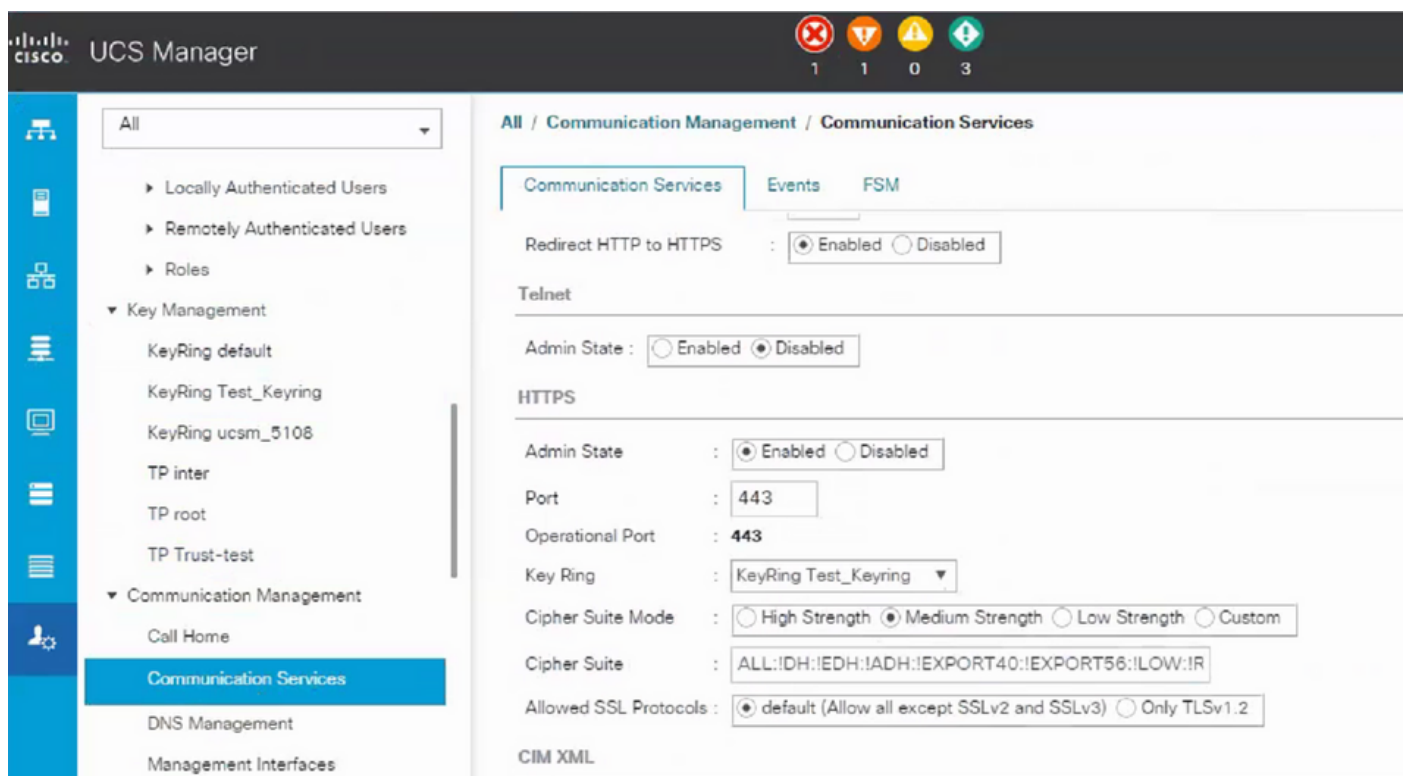 CISCO UCS Manager
1 1 0 3
All
Locally Authenticated Users
Remotely Authenticated Users
Roles
Key Management
KeyRing default
KeyRing Test_Keyring
KeyRing ucsm_5108
TP inter
TP root
TP Trust-test
Communication Management
Call Home
Communication Services
DNS Management
Management Interfaces
All / Communication Management / Communication Services
Communication Services Events FSM
Redirect HTTP to HTTPS : Enabled Disabled
Telnet
Admin State : Enabled Disabled
HTTPS
Admin State : Enabled Disabled
Port : 443
Operational Port : 443
Key Ring : KeyRing Test_Keyring
Cipher Suite Mode : High Strength Medium Strength Low Strength Custom
Cipher Suite : ALL:!DH:!EDH:!ADH:!EXPORT40:!EXPORT56:!LOW:!R
Allowed SSL Protocols : default (Allow all except SSLv2 and SSLv3) Only TLSv1.2
CIM XML